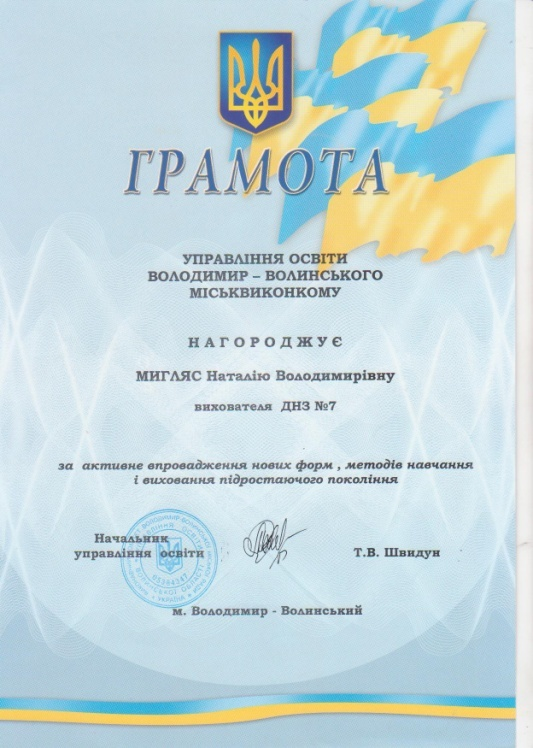 ГРАМОТА
УПРАВЛІННЯ ОСВІТИ
ВОЛОДИМИР – ВОЛИНСЬКОГО
МІСЬКВИКОНКОМУ
НАГОРОДЖУЄ
МИГЛЯС Наталію Володимирівну
вихователя ДНЗ №7
за активне впровадження нових форм , методів навчання
і виховання підростаючого покоління
Начальник
управління освіти
Т.В. Швидун
м. Володимир - Волинський